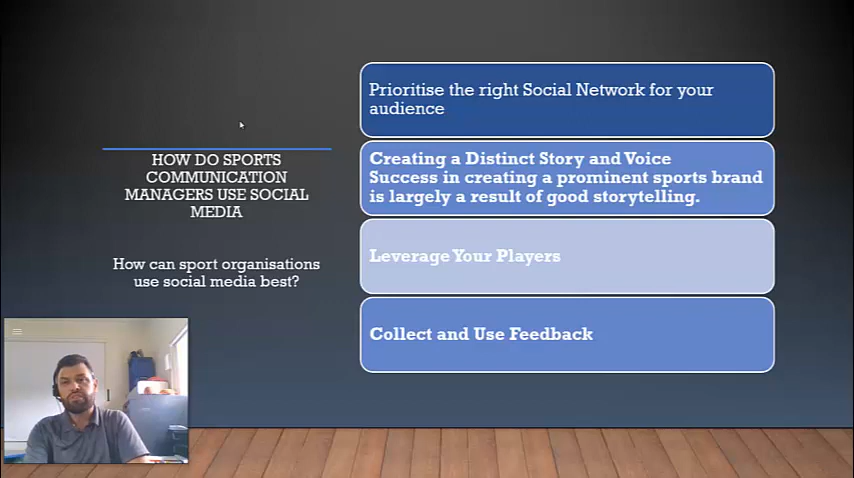 HOW DO SPORTS
COMMUNICATION
MANAGERS USE SOCIAL
MEDIA
How can sport organisations
use social media best?
Prioritise the right Social Network for your
audience
Creating a Distinct Story and Voice
Success in creating a prominent sports brand
is largely a result of good storytelling.
Leverage Your Players
Collect and Use Feedback